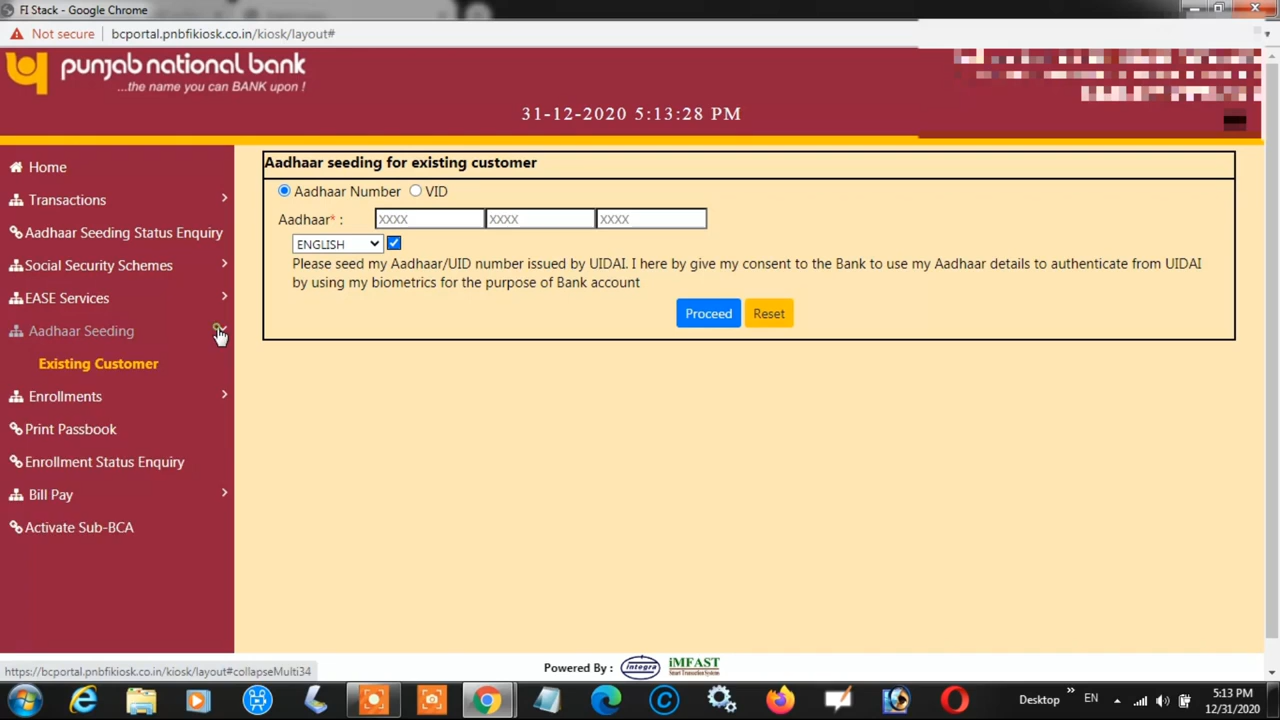 FI Stack - Google Chrome
Not secure bcportal.pnbfikiosk.co.in/kiosk/layout#
punjab national bank
...the name you can BANK upon !
31-12-2020 5:13:28 PM
Home
Transactions
Aadhaar Seeding Status Enquiry
Social Security Schemes
EASE Services
Aadhaar Seeding
Existing Customer
Enrollments
Print Passbook
Enrollment Status Enquiry
Bill Pay
Activate Sub-BCA
Aadhaar seeding for existing customer
Aadhaar Number VID
Aadhaar* : XXXX XXXX XXXX
ENGLISH
Please seed my Aadhaar/UID number issued by UIDAI. I here by give my consent to the Bank to use my Aadhaar details to authenticate from UIDAI
by using my biometrics for the purpose of Bank account
Proceed Reset
https://bcportal.pnbfikiosk.co.in/kiosk/layout#collapseMulti34
Powered By : integra iMFAST
Smart Transaction Systems
Desktop » EN 5:13 PM
12/31/2020